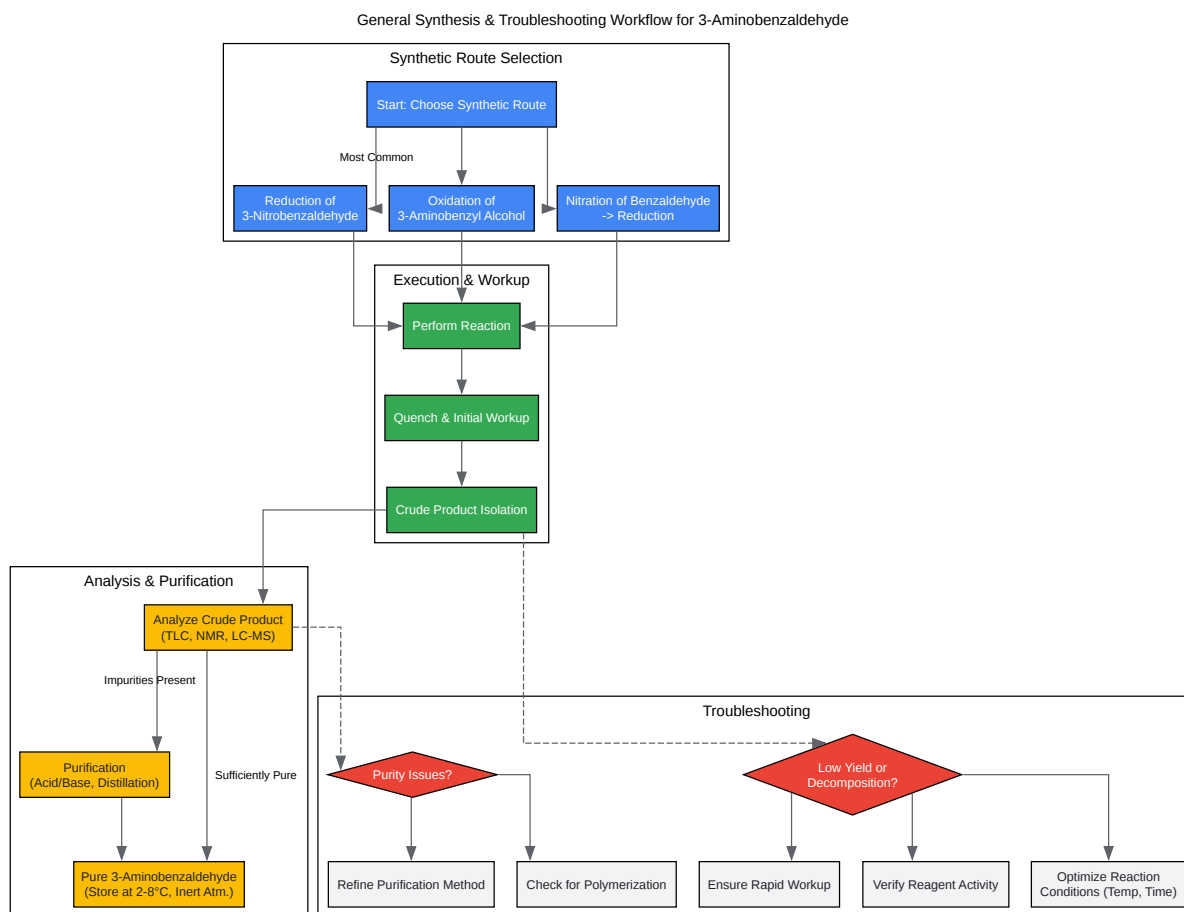 General Synthesis & Troubleshooting Workflow for 3-Aminobenzaldehyde
Synthetic Route Selection
Start: Choose Synthetic Route
Most Common
Reduction of
3-Nitrobenzaldehyde
Oxidation of
3-Aminobenzyl Alcohol
Nitration of Benzaldehyde
-> Reduction
Execution & Workup
Perform Reaction
Quench & Initial Workup
Crude Product Isolation
Analysis & Purification
Analyze Crude Product
(TLC, NMR, LC-MS)
Impurities Present
Purification
(Acid/Base, Distillation)
Sufficiently Pure
Pure 3-Aminobenzaldehyde
(Store at 2-8°C, Inert Atm.)
Troubleshooting
Purity Issues?
Low Yield or
Decomposition?
Refine Purification Method
Check for Polymerization
Ensure Rapid Workup
Verify Reagent Activity
Optimize Reaction
Conditions (Temp, Time)